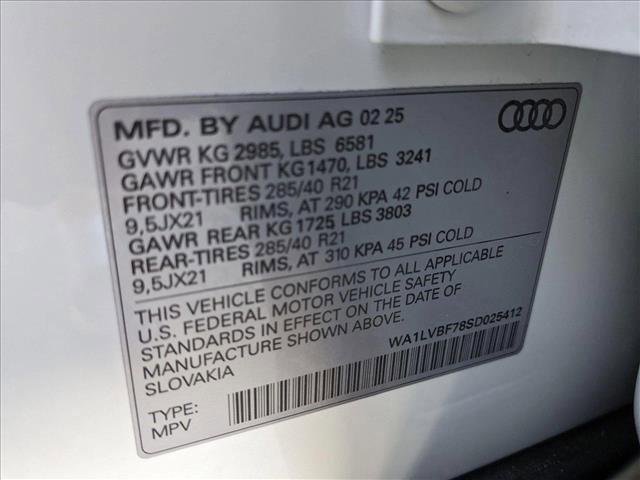 MFD. BY AUDI AG 02 25
GVWR KG 2985, LBS 6581
GAWR FRONT KG1470, LBS 3241
FRONT-TIRES 285/40 R21
9,5JX21 RIMS, AT 290 KPA 42 PSI COLD
GAWR REAR KG 1725 LBS 3803
REAR-TIRES 285/40 R21
9,5JX21 RIMS, AT 310 KPA 45 PSI COLD
THIS VEHICLE CONFORMS TO ALL APPLICABLE
U.S. FEDERAL MOTOR VEHICLE SAFETY
STANDARDS IN EFFECT ON THE DATE OF
MANUFACTURE SHOWN ABOVE.
SLOVAKIA
WA1LVBF78SD025412
TYPE:
MPV